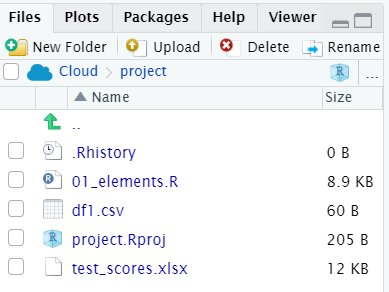 Files Plots Packages Help Viewer
New Folder Upload Delete Rename
Cloud project ...
Name Size
..
.Rhistory 0 B
R 01_elements.R 8.9 KB
df1.csv 60 B
R project.Rproj 205 B
test_scores.xlsx 12 KB